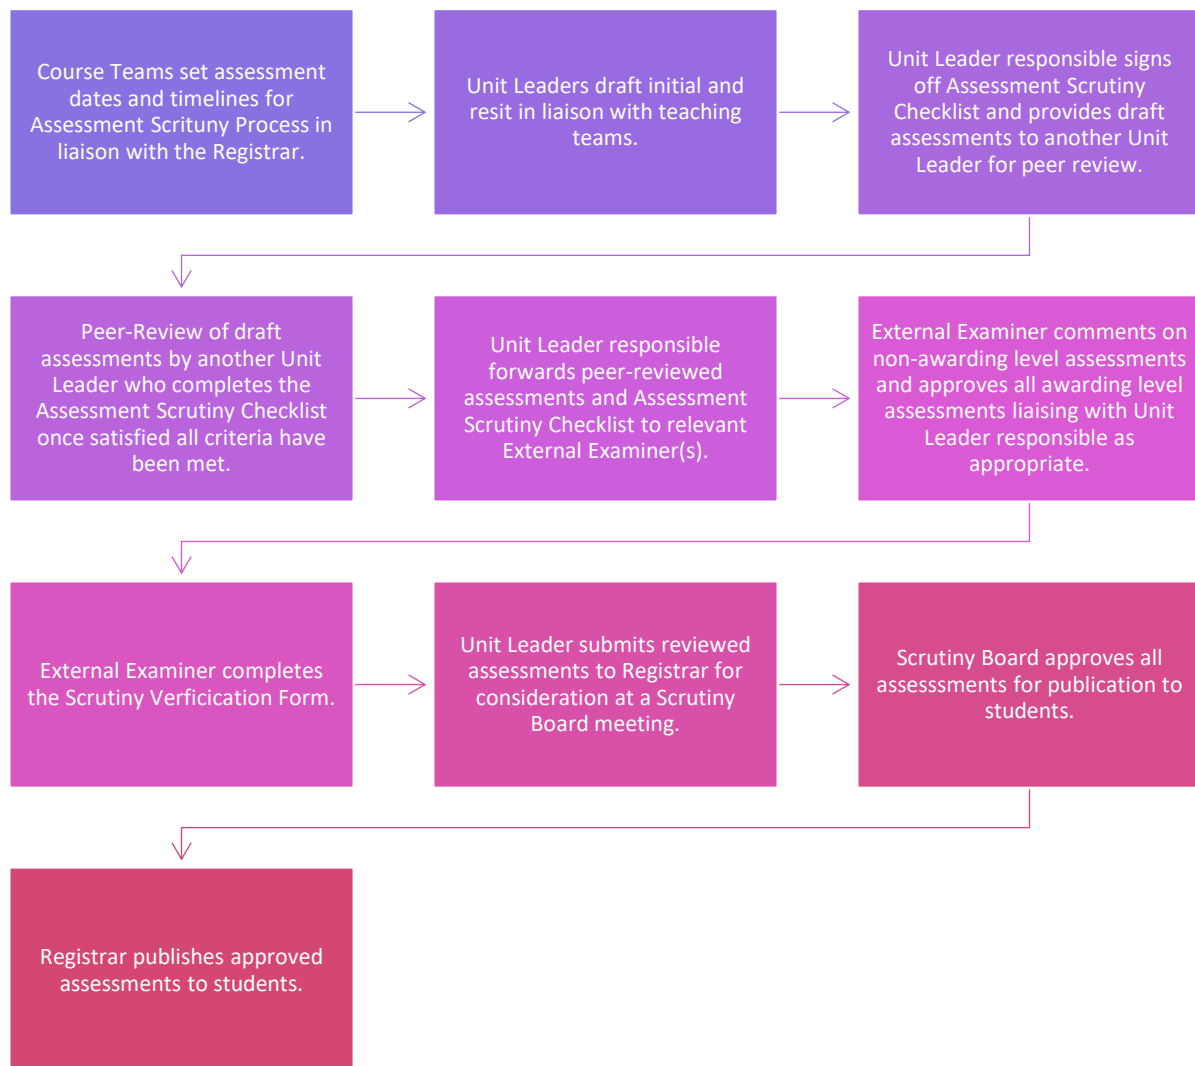 Course Teams set assessment
dates and timelines for
Assessment Scrituny Process in
liaison with the Registrar.
Unit Leaders draft initial and
resit in liaison with teaching
teams.
Unit Leader responsible signs
off Assessment Scrutiny
Checklist and provides draft
assessments to another Unit
Leader for peer review.
Peer-Review of draft
assessments by another Unit
Leader who completes the
Assessment Scrutiny Checklist
once satisfied all criteria have
been met.
Unit Leader responsible
forwards peer-reviewed
assessments and Assessment
Scrutiny Checklist to relevant
External Examiner(s).
External Examiner comments on
non-awarding level assessments
and approves all awarding level
assessments liaising with Unit
Leader responsible as
appropriate.
External Examiner completes
the Scrutiny Verficication Form.
Unit Leader submits reviewed
assessments to Registrar for
consideration at a Scrutiny
Board meeting.
Scrutiny Board approves all
assesssments for publication to
students.
Registrar publishes approved
assessments to students.